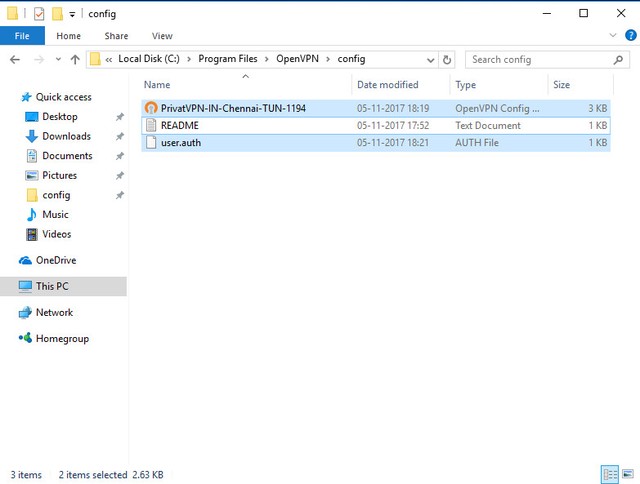 config
File Home Share View
« Local Disk (C:) Program Files OpenVPN config Search config
Name Date modified Type Size
PrivatVPN-IN-Chennai-TUN-1194 05-11-2017 18:19 OpenVPN Config ... 3 KB
README 05-11-2017 17:52 Text Document 1 KB
user.auth 05-11-2017 18:21 AUTH File 1 KB
Quick access
Desktop
Downloads
Documents
Pictures
config
Music
Videos
OneDrive
This PC
Network
Homegroup
3 items 2 items selected 2.63 KB